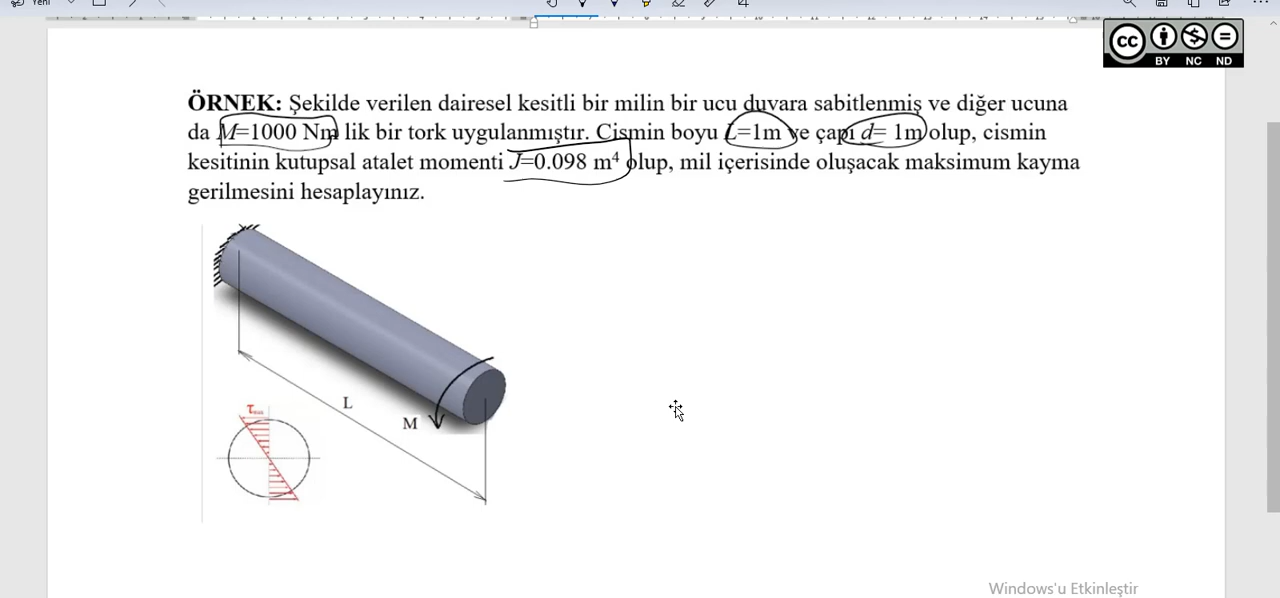 Yeni
BY NC ND
ÖRNEK: Şekilde verilen dairesel kesitli bir milin bir ucu duvara sabitlenmiş ve diğer ucuna
da M=1000 Nm lik bir tork uygulanmıştır. Cismin boyu L=1m ve çapı d= 1m olup, cismin
kesitinin kutupsal atalet momenti J=0.098 m⁴ olup, mil içerisinde oluşacak maksimum kayma
gerilmesini hesaplayınız.
L
M
Windows'u Etkinleştir